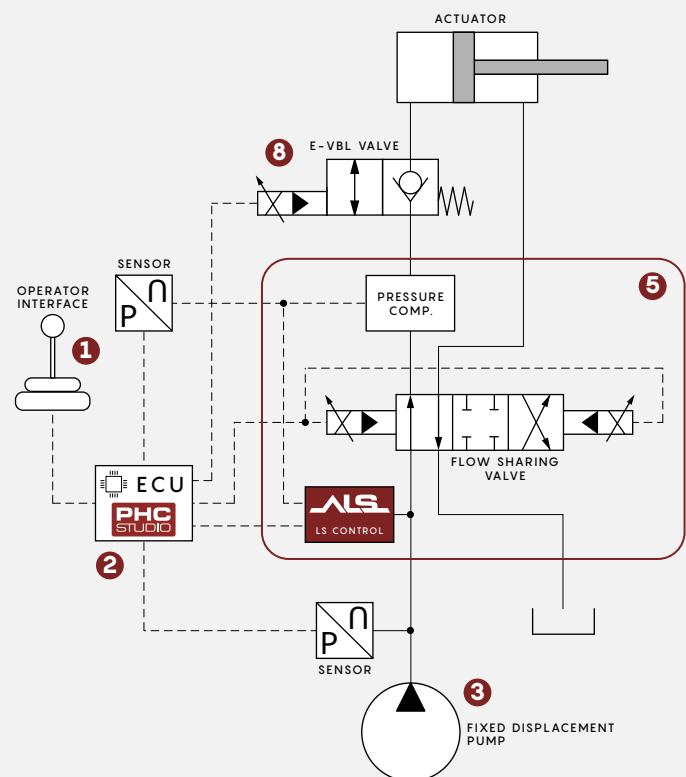 ACTUATOR
8
E-VBL VALVE
SENSOR
P U
OPERATOR
INTERFACE
1
PRESSURE
COMP.
5
FLOW SHARING
VALVE
ECU
PHC
STUDIO
2
ALS
LS CONTROL
P U
SENSOR
3
FIXED DISPLACEMENT
PUMP